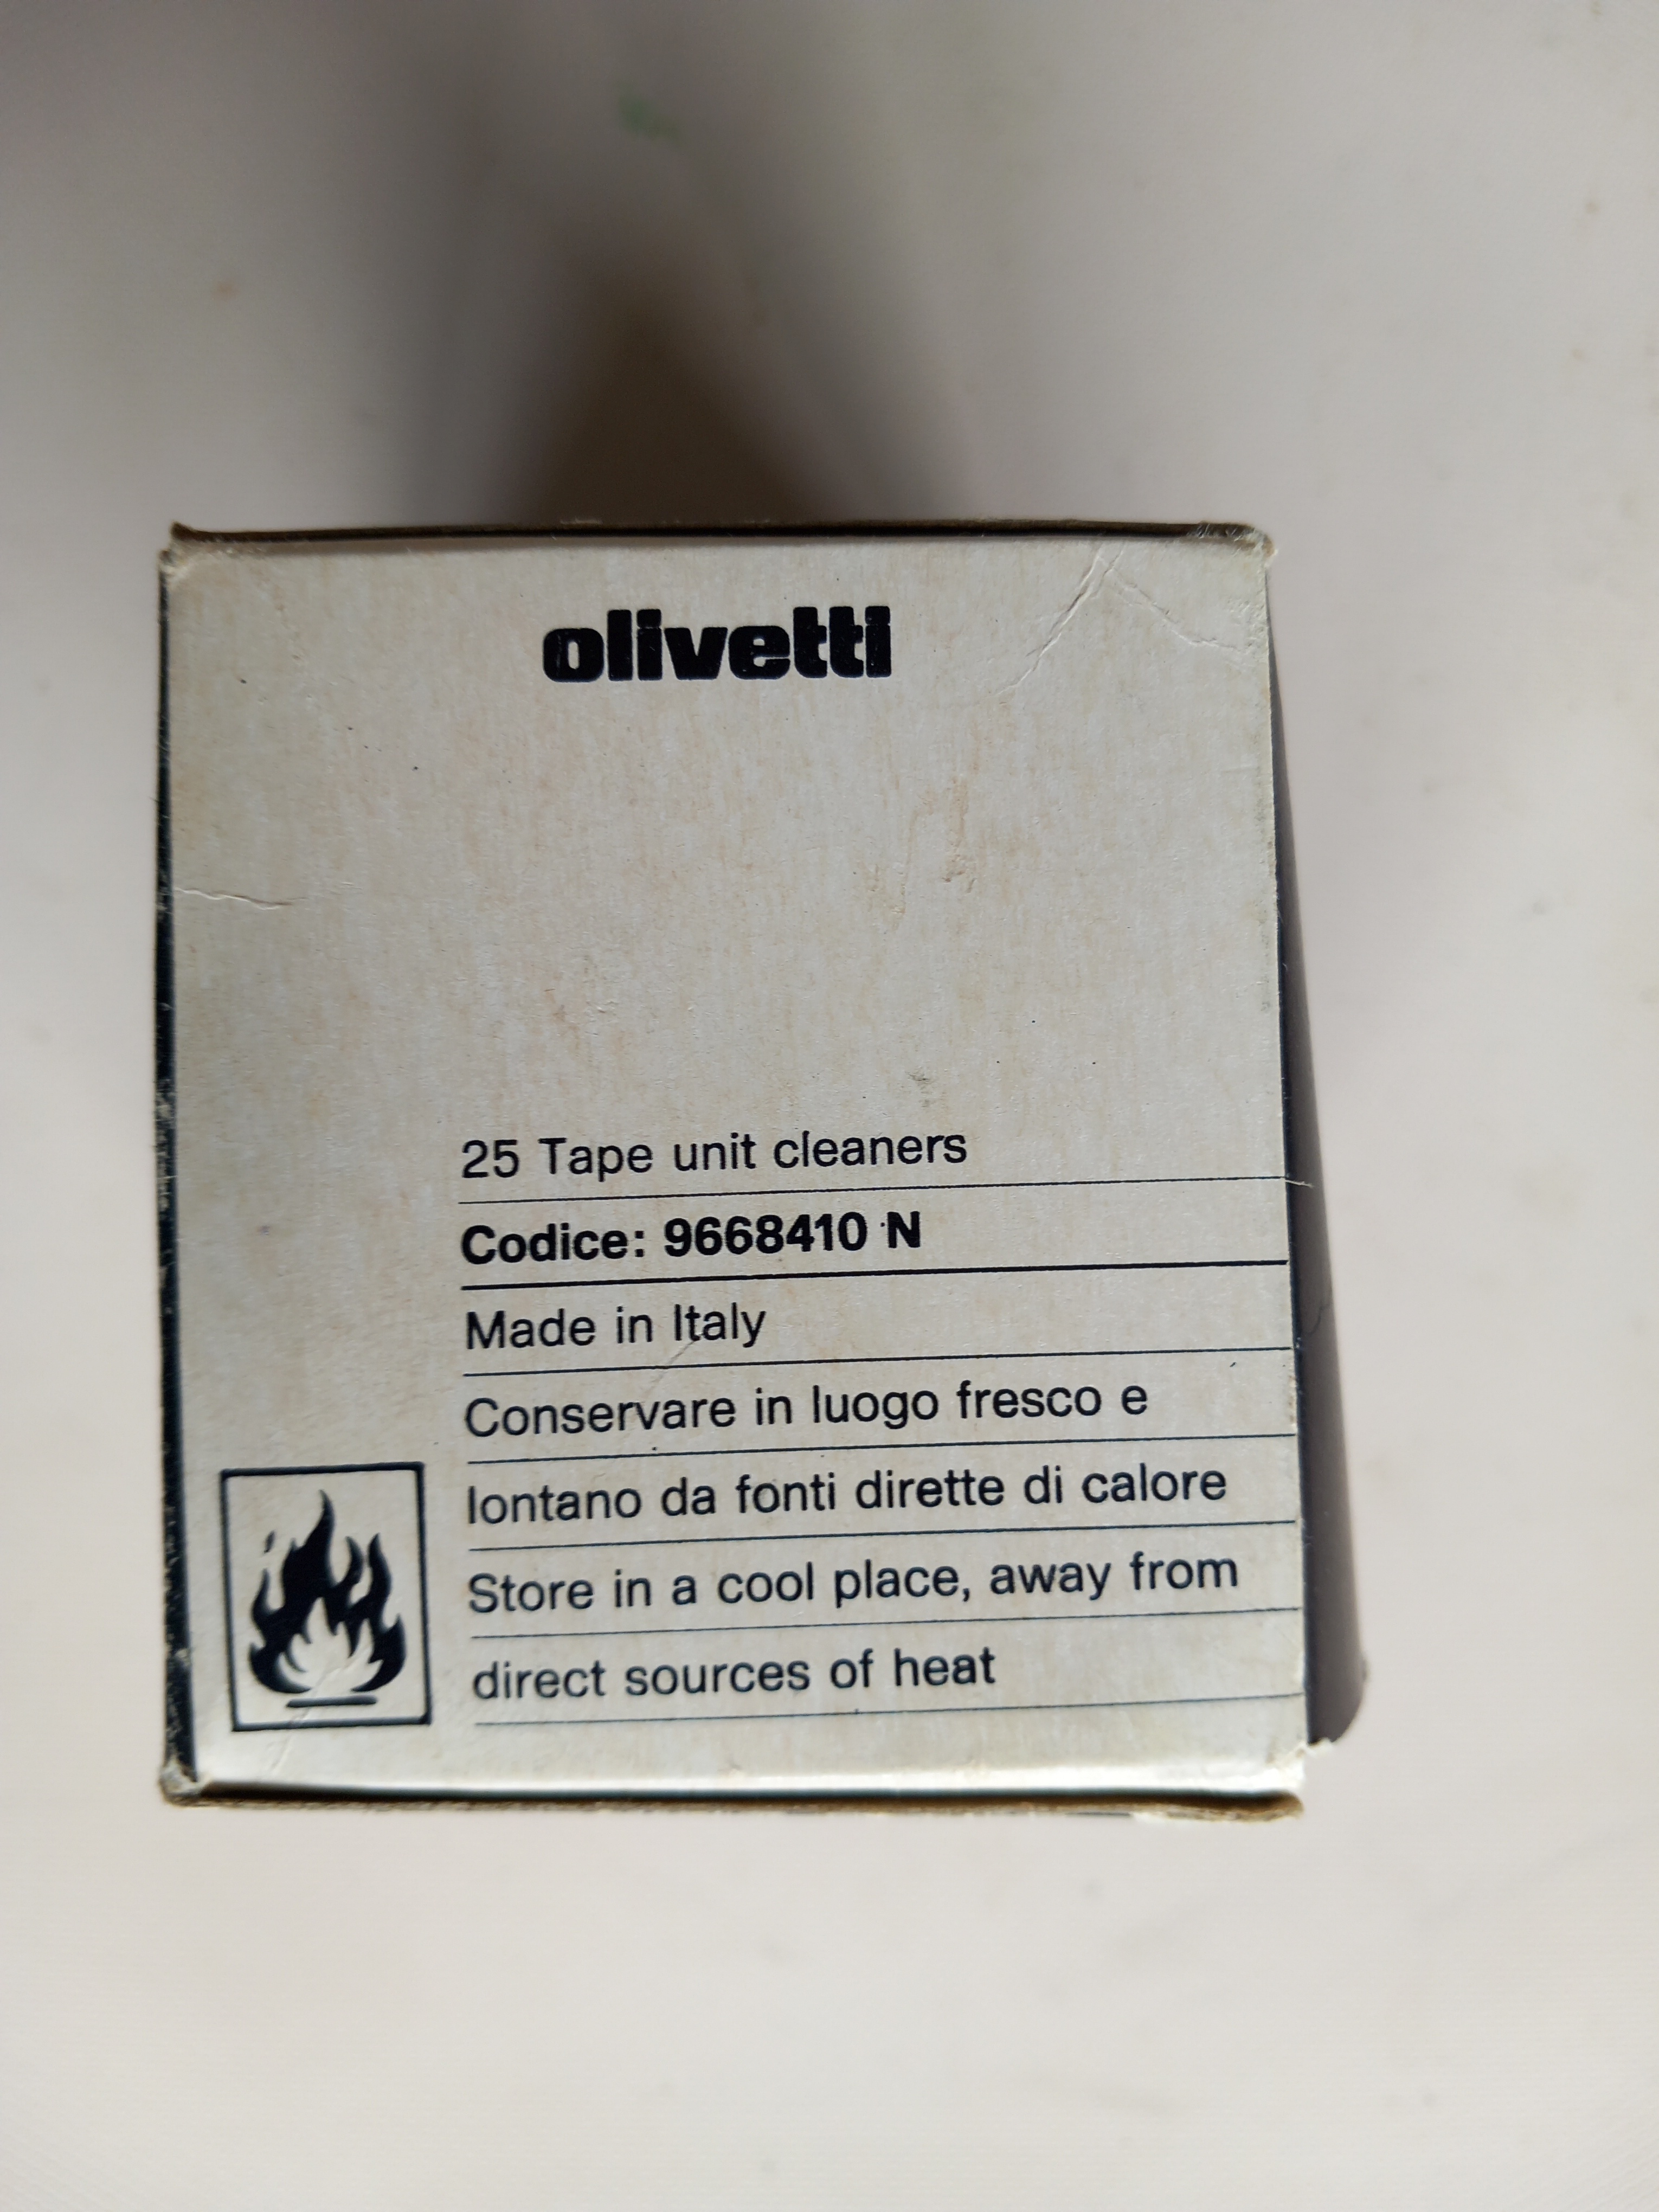 olivetti
25 Tape unit cleaners
Codice: 9668410 N
Made in Italy
Conservare in luogo fresco e
lontano da fonti dirette di calore
Store in a cool place, away from
direct sources of heat